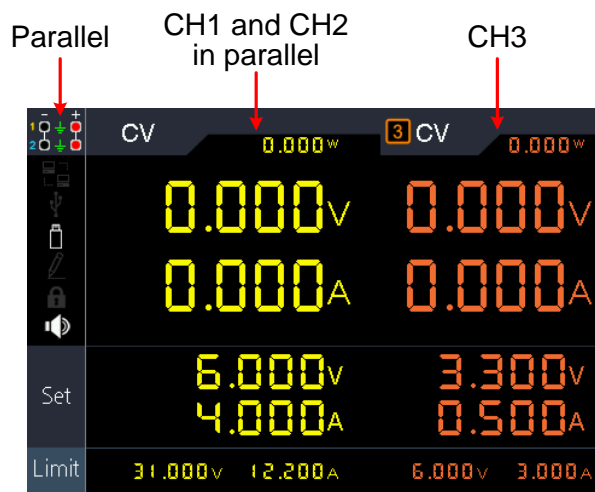 Parallel
CH1 and CH2
in parallel
CH3
- +
1
2
CV
0.000W
3 CV
0.000W
0.000V
0.000V
0.000A
0.000A
Set
6.000V
3.300V
4.000A
0.500A
Limit
31.000V 12.200A
6.000V 3.000A